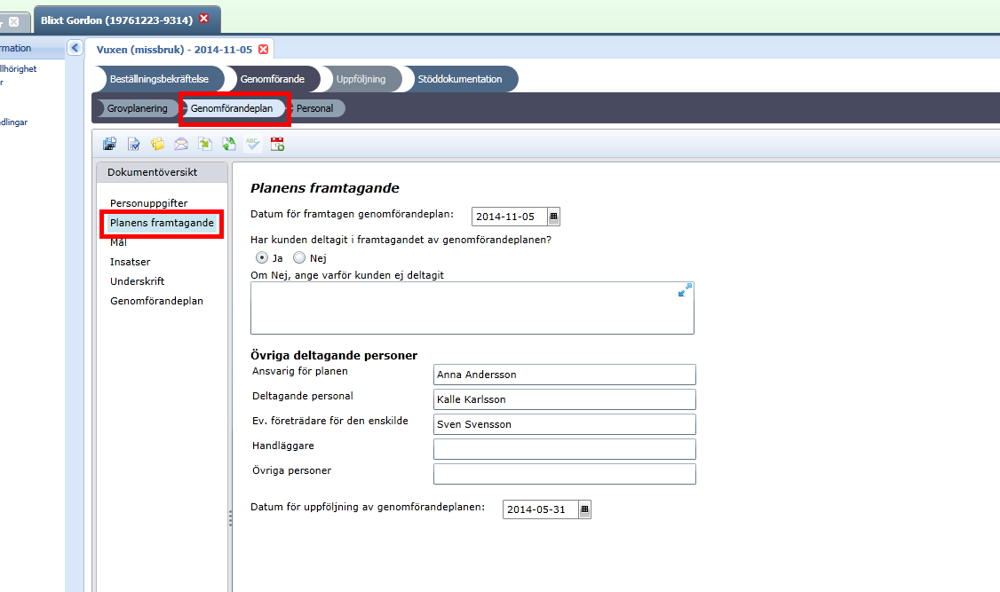 Blixt Gordon (19761223-9314)
rmation
llhörighet
r
dlingar
Vuxen (missbruk) - 2014-11-05
Beställningsbekräftelse Genomförande Uppföljning Stöddokumentation
Grovplanering Genomförandeplan Personal
Dokumentöversikt
Personuppgifter
Planens framtagande
Mål
Insatser
Underskrift
Genomförandeplan
Planens framtagande
Datum för framtagen genomförandeplan: 2014-11-05
Har kunden deltagit i framtagandet av genomförandeplanen?
Ja Nej
Om Nej, ange varför kunden ej deltagit
Övriga deltagande personer
Ansvarig för planen Anna Andersson
Deltagande personal Kalle Karlsson
Ev. företrädare för den enskilde Sven Svensson
Handläggare
Övriga personer
Datum för uppföljning av genomförandeplanen: 2014-05-31